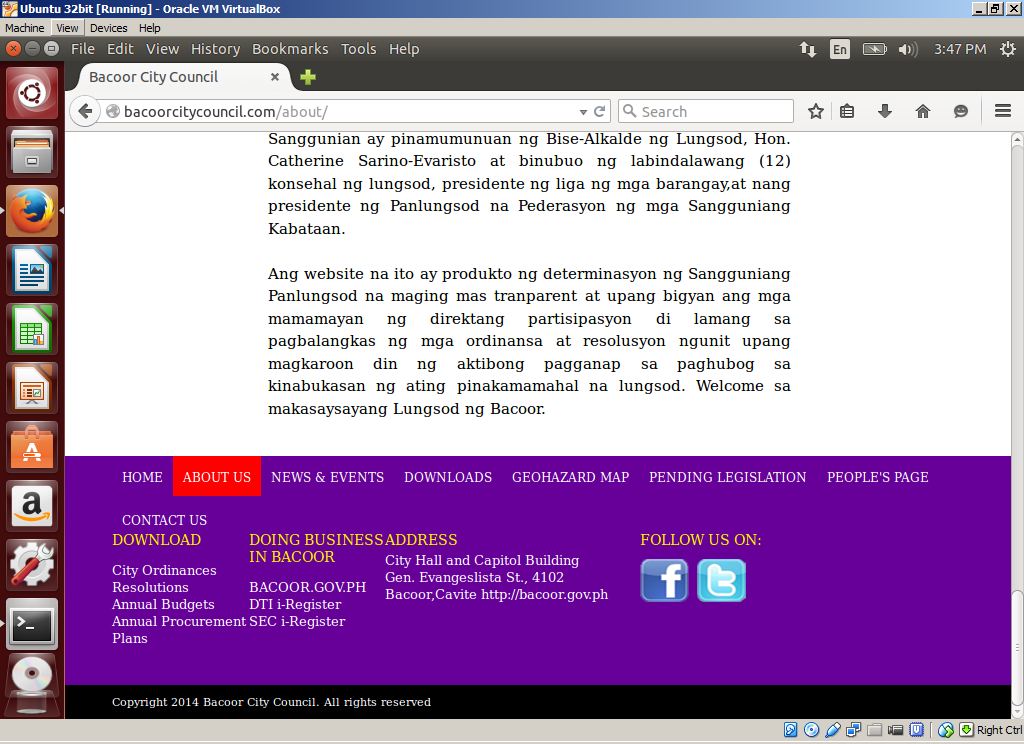 Ubuntu 32bit [Running] - Oracle VM VirtualBox
Machine View Devices Help
File Edit View History Bookmarks Tools Help
En
3:47 PM
Bacoor City Council
bacoorcitycouncil.com/about/
Search
Sanggunian ay pinamumunuan ng Bise-Alkalde ng Lungsod, Hon.
Catherine Sarino-Evaristo at binubuo ng labindalawang (12)
konsehal ng lungsod, presidente ng liga ng mga barangay,at nang
presidente ng Panlungsod na Pederasyon ng mga Sangguniang
Kabataan.
Ang website na ito ay produkto ng determinasyon ng Sangguniang
Panlungsod na maging mas tranparent at upang bigyan ang mga
mamamayan ng direktang partisipasyon di lamang sa
pagbalangkas ng mga ordinansa at resolusyon ngunit upang
magkaroon din ng aktibong pagganap sa paghubog sa
kinabukasan ng ating pinakamamahal na lungsod. Welcome sa
makasaysayang Lungsod ng Bacoor.
HOME ABOUT US NEWS & EVENTS DOWNLOADS GEOHAZARD MAP PENDING LEGISLATION PEOPLE'S PAGE
CONTACT US
DOWNLOAD
City Ordinances
Resolutions
Annual Budgets
Annual Procurement
Plans
DOING BUSINESS
IN BACOOR
BACOOR.GOV.PH
DTI i-Register
SEC i-Register
ADDRESS
City Hall and Capitol Building
Gen. Evangeslista St., 4102
Bacoor,Cavite http://bacoor.gov.ph
FOLLOW US ON:
Copyright 2014 Bacoor City Council. All rights reserved
Right Ctrl